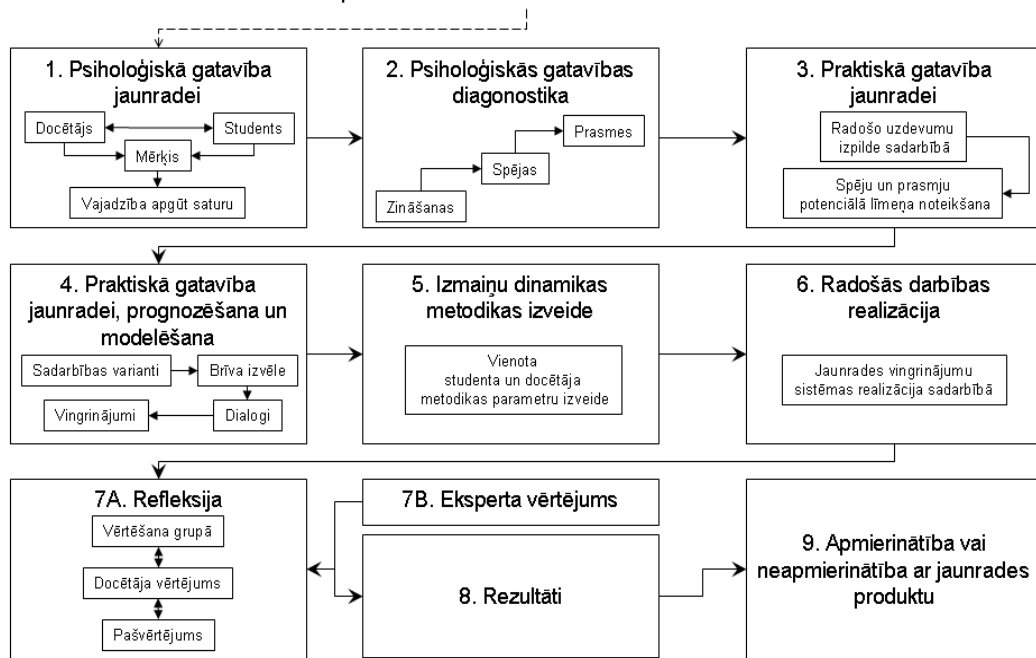 1. Psiholoģiskā gatavība
jaunradei
Docētājs
Students
Mērķis
Vajadzība apgūt saturu
2. Psiholoģiskās gatavības
diagonostika
Prasmes
Spējas
Zināšanas
3. Praktiskā gatavība
jaunradei
Radošo uzdevumu
izpilde sadarbībā
Spēju un prasmju
potenciālā līmeņa noteikšana
4. Praktiskā gatavība
jaunradei, prognozēšana un
modelēšana
Sadarbības varianti
Brīva izvēle
Vingrinājumi
Dialogi
5. Izmaiņu dinamikas
metodikas izveide
Vienota
studenta un docētāja
metodikas parametru izveide
6. Radošās darbības
realizācija
Jaunrades vingrinājumu
sistēmas realizācija sadarbībā
7A. Refleksija
Vērtēšana grupā
Docētāja vērtējums
Pašvērtējums
7B. Eksperta vērtējums
8. Rezultāti
9. Apmierinātība vai
neapmierinātība ar jaunrades
produktu